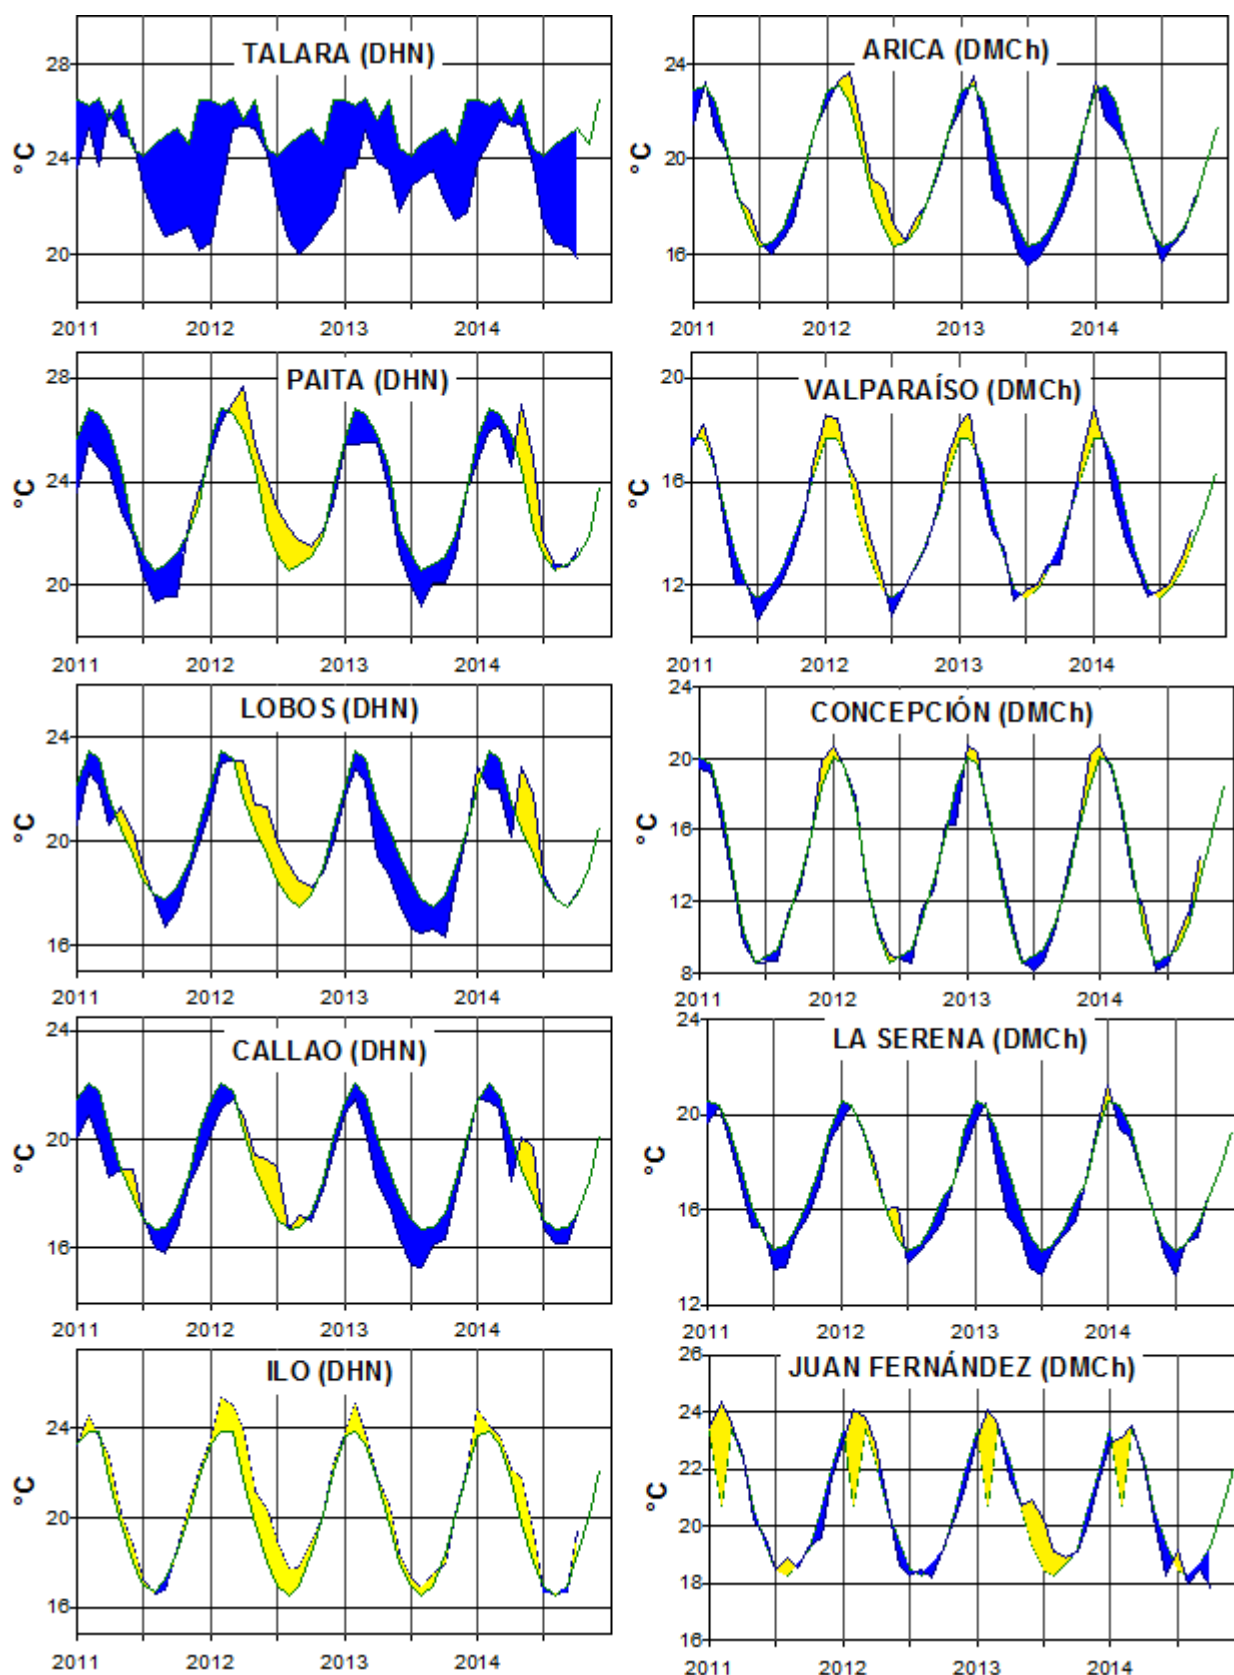 TALARA (DHN)
°C
28
24
20
2011 2012 2013 2014
ARICA (DMCh)
°C
24
20
16
2011 2012 2013 2014
PAITA (DHN)
°C
28
24
20
2011 2012 2013 2014
VALPARAÍSO (DMCh)
°C
20
16
12
2011 2012 2013 2014
LOBOS (DHN)
°C
24
20
16
2011 2012 2013 2014
CONCEPCIÓN (DMCh)
°C
24
20
16
12
8
2011 2012 2013 2014
CALLAO (DHN)
°C
24
20
16
2011 2012 2013 2014
LA SERENA (DMCh)
°C
24
20
16
12
2011 2012 2013 2014
ILO (DHN)
°C
24
20
16
2011 2012 2013 2014
JUAN FERNÁNDEZ (DMCh)
°C
26
24
22
20
18
16
2011 2012 2013 2014